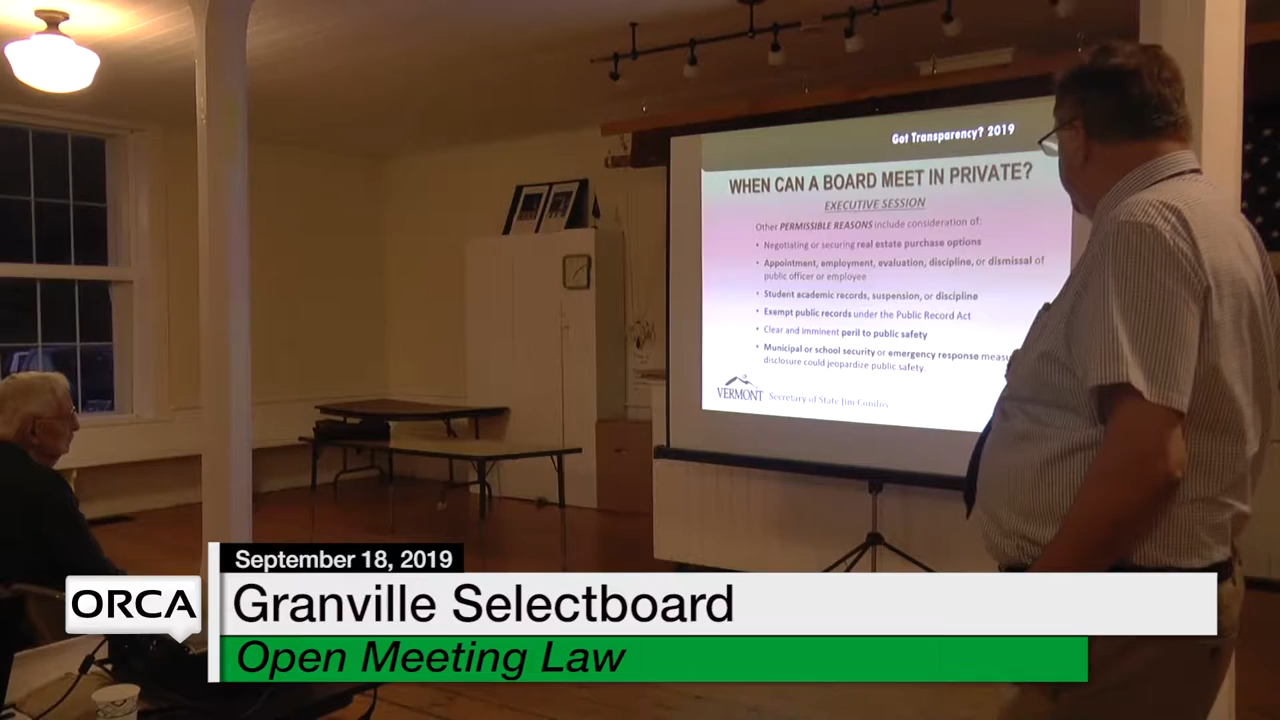 Got Transparency? 2019
WHEN CAN A BOARD MEET IN PRIVATE?
EXECUTIVE SESSION
Other PERMISSIBLE REASONS include consideration of:
• Negotiating or securing real estate purchase options
• Appointment, employment, evaluation, discipline, or dismissal of
public officer or employee
• Student academic records, suspension, or discipline
• Exempt public records under the Public Record Act
• Clear and imminent peril to public safety
• Municipal or school security or emergency response
disclosure could jeopardize public safety.
VERMONT Secretary of State Jim Condos
September 18, 2019
ORCA Granville Selectboard
Open Meeting Law